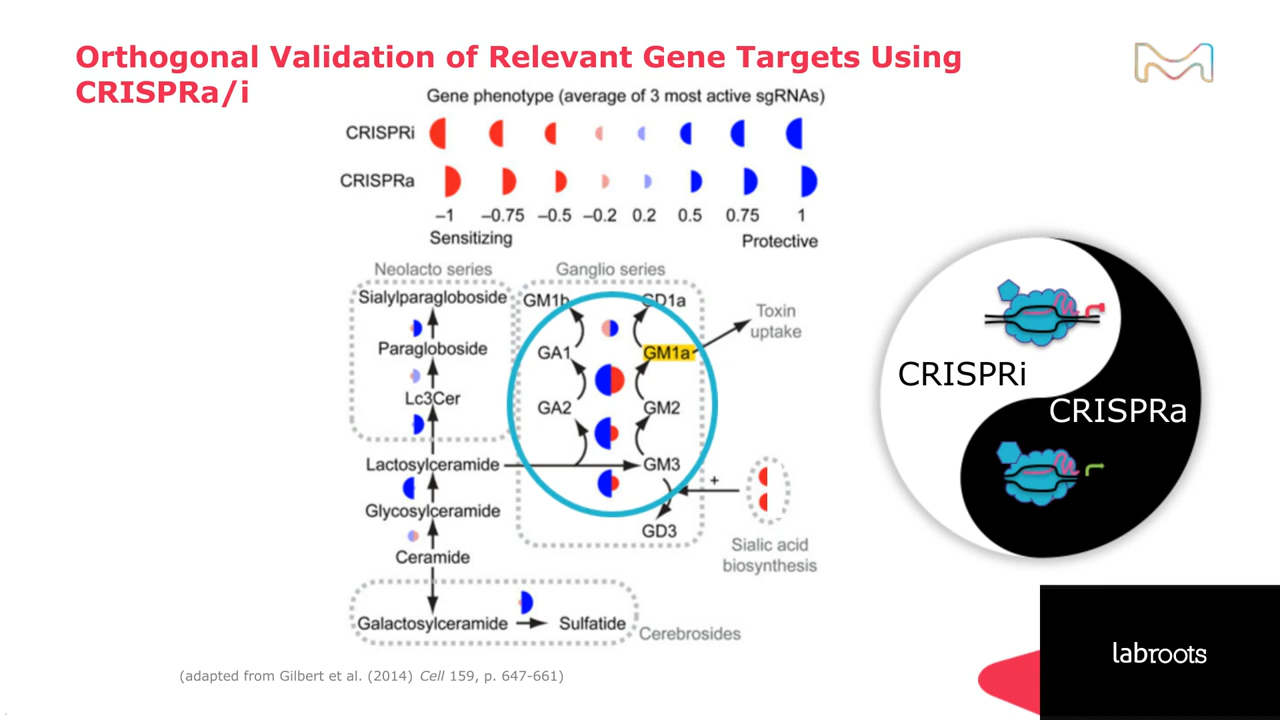 Orthogonal Validation of Relevant Gene Targets Using
CRISPRa/i
Gene phenotype (average of 3 most active sgRNAs)
CRISPRi
CRISPRa
–1 –0.75 –0.5 –0.2 0.2 0.5 0.75 1
Sensitizing Protective
Neolacto series Ganglio series
Sialylparagloboside GM1b GD1a
Toxin
uptake
Paragloboside GA1 GM1a
Lc3Cer GA2 GM2
Lactosylceramide GM3
+
Glycosylceramide
GD3
Sialic acid
biosynthesis
Ceramide
Galactosylceramide Sulfatide
Cerebrosides
CRISPRi
CRISPRa
(adapted from Gilbert et al. (2014) Cell 159, p. 647-661)
labroots